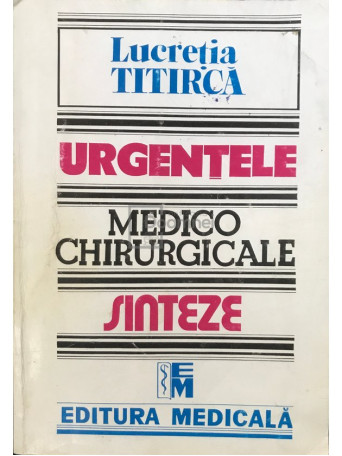 Lucreția
TITIRCĂ
URGENȚELE
MEDICO
CHIRURGICALE
SINTEZE
EM
EDITURA MEDICALĂ